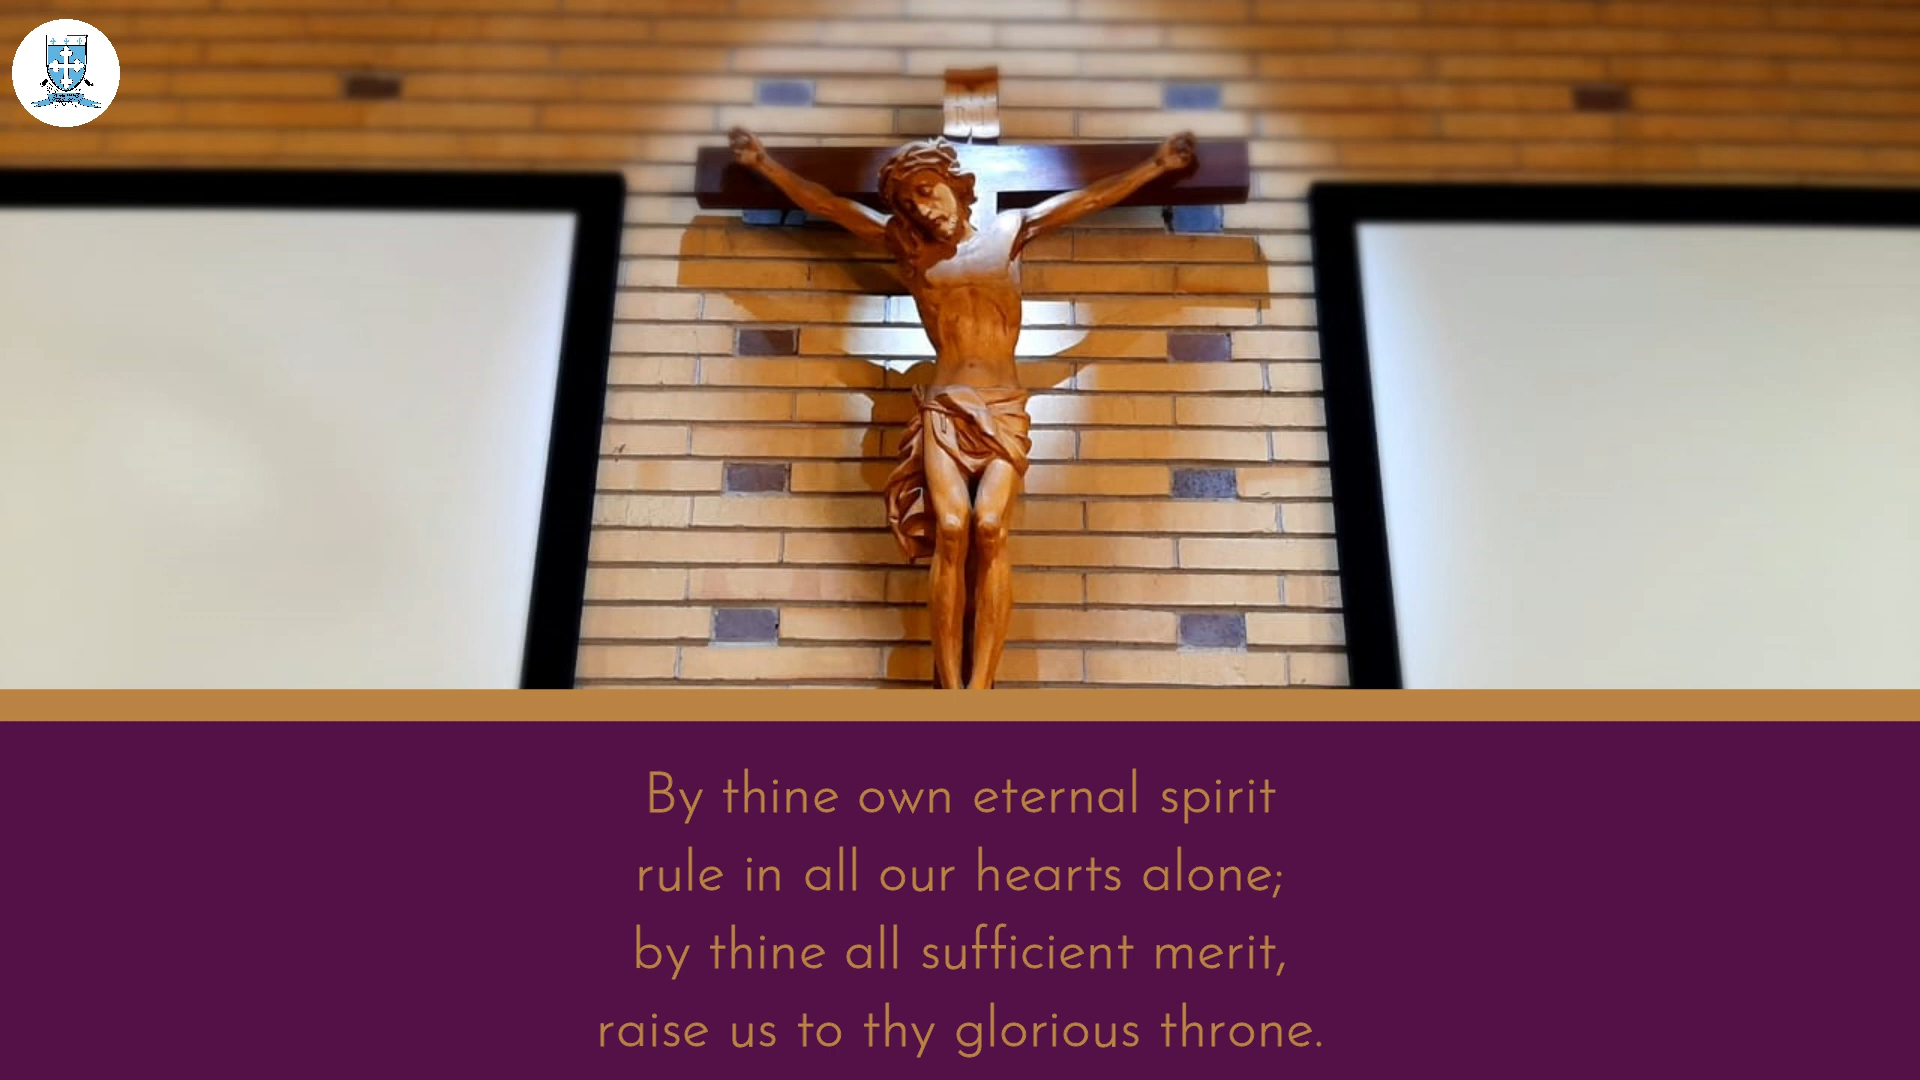 By thine own eternal spirit
rule in all our hearts alone;
by thine all sufficient merit,
raise us to thy glorious throne.